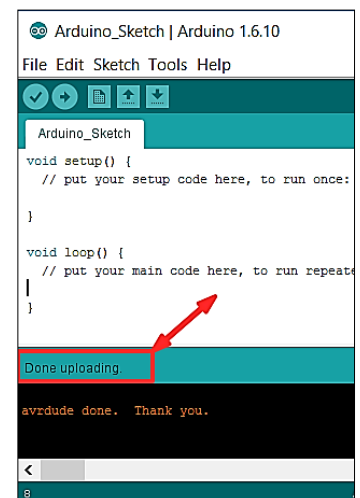 Arduino_Sketch | Arduino 1.6.10
File Edit Sketch Tools Help
Arduino_Sketch
void setup() {
// put your setup code here, to run once:
}
void loop() {
// put your main code here, to run repeate
}
Done uploading.
avrdude done.  Thank you.
8